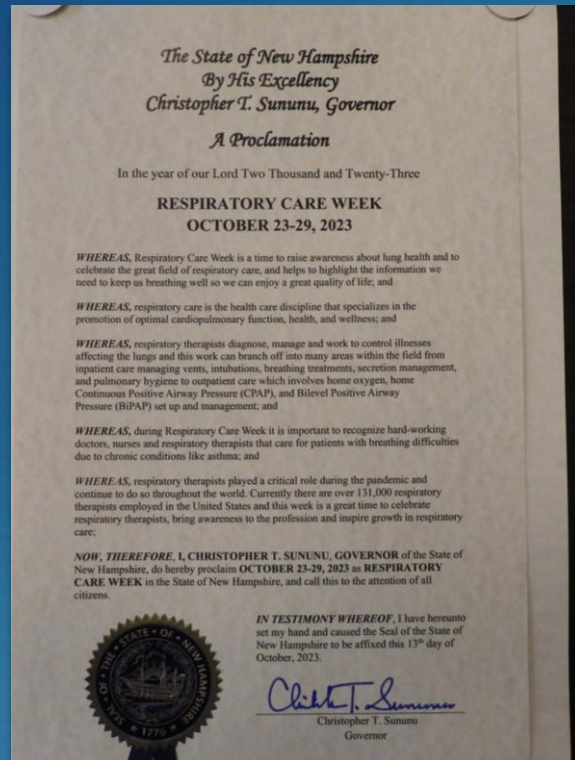 The State of New Hampshire
By His Excellency
Christopher T. Sununu, Governor
A Proclamation
In the year of our Lord Two Thousand and Twenty-Three
RESPIRATORY CARE WEEK
OCTOBER 23-29, 2023
WHEREAS, Respiratory Care Week is a time to raise awareness about lung health and to
celebrate the great field of respiratory care, and helps to highlight the information we
need to keep us breathing well so we can enjoy a great quality of life; and
WHEREAS, respiratory care is the health care discipline that specializes in the
promotion of optimal cardiopulmonary function, health, and wellness; and
WHEREAS, respiratory therapists diagnose, manage and work to control illnesses
affecting the lungs and this work can branch off into many areas within the field from
inpatient care managing vents, intubations, breathing treatments, secretion management,
and pulmonary hygiene to outpatient care which involves home oxygen, home
Continuous Positive Airway Pressure (CPAP), and Bilevel Positive Airway
Pressure (BiPAP) set up and management; and
WHEREAS, during Respiratory Care Week it is important to recognize hard-working
doctors, nurses and respiratory therapists that care for patients with breathing difficulties
due to chronic conditions like asthma; and
WHEREAS, respiratory therapists played a critical role during the pandemic and
continue to do so throughout the world. Currently there are over 131,000 respiratory
therapists employed in the United States and this week is a great time to celebrate
respiratory therapists, bring awareness to the profession and inspire growth in respiratory
care;
NOW, THEREFORE, I, CHRISTOPHER T. SUNUNU, GOVERNOR of the State of
New Hampshire, do hereby proclaim OCTOBER 23-29, 2023 as RESPIRATORY
CARE WEEK in the State of New Hampshire, and call this to the attention of all
citizens.
SEAL • OF • THE • STATE • OF • NEW HAMPSHIRE
1776
IN TESTIMONY WHEREOF, I have hereunto
set my hand and caused the Seal of the State of
New Hampshire to be affixed this 13th day of
October, 2023.
Christopher T. Sununu
Governor